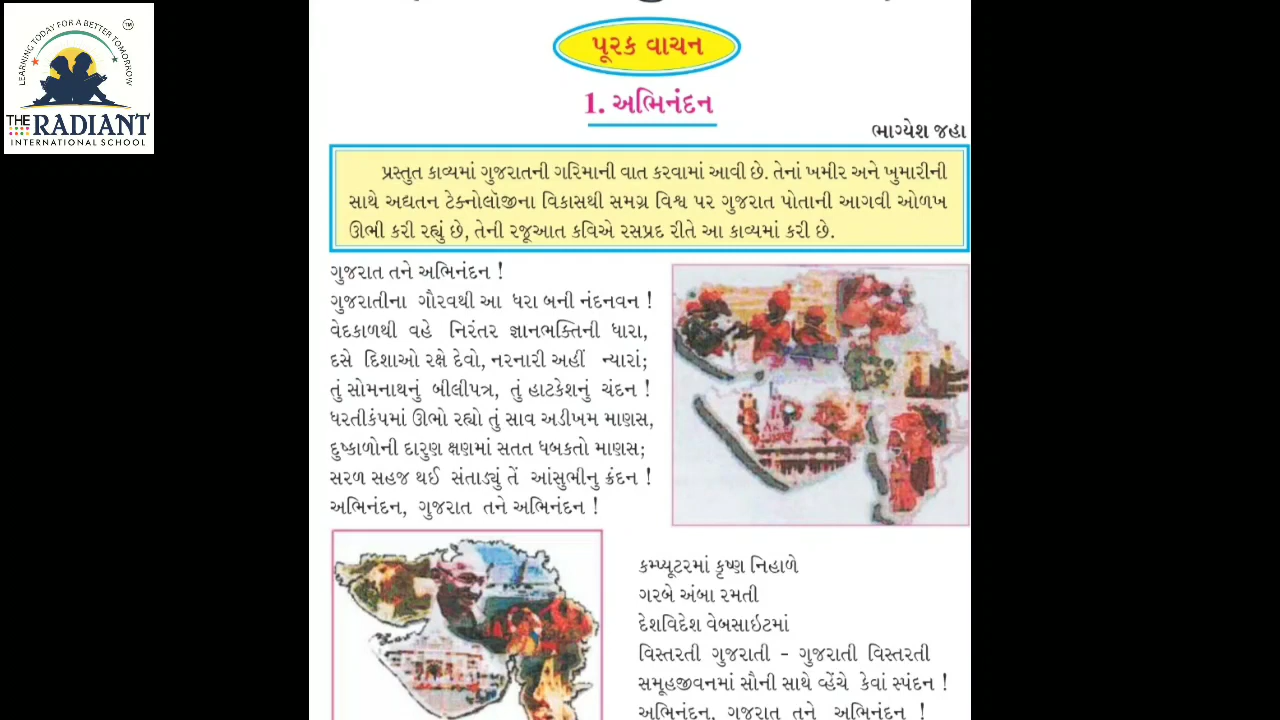 LEARNING TODAY FOR A BETTER TOMORROW
TM
THE RADIANT
INTERNATIONAL SCHOOL
પૂરક વાચન
1. અભિનંદન
ભાગ્યેશ જહા
પ્રસ્તુત કાવ્યમાં ગુજરાતની ગરિમાની વાત કરવામાં આવી છે. તેનાં ખમીર અને ખુમારીની
સાથે અદ્યતન ટેક્નોલૉજીના વિકાસથી સમગ્ર વિશ્વ પર ગુજરાત પોતાની આગવી ઓળખ
ઊભી કરી રહ્યું છે, તેની રજૂઆત કવિએ રસપ્રદ રીતે આ કાવ્યમાં કરી છે.
ગુજરાત તને અભિનંદન !
ગુજરાતીના ગૌરવથી આ ધરા બની નંદનવન !
વેદકાળથી વહે નિરંતર જ્ઞાનભક્તિની ધારા,
દસે દિશાઓ રક્ષે દેવો, નરનારી અહીં ન્યારાં;
તું સોમનાથનું બીલીપત્ર, તું હાટકેશનું ચંદન !
ધરતીકંપમાં ઊભો રહ્યો તું સાવ અડીખમ માણસ,
દુષ્કાળોની દારુણ ક્ષણમાં સતત ધબકતો માણસ;
સરળ સહજ થઈ સંતાડ્યું તેં આંસુભીનુ ક્રંદન !
અભિનંદન, ગુજરાત તને અભિનંદન !
કમ્પ્યૂટરમાં કૃષ્ણ નિહાળે
ગરબે અંબા રમતી
દેશવિદેશ વેબસાઇટમાં
વિસ્તરતી ગુજરાતી - ગુજરાતી વિસ્તરતી
સમૂહજીવનમાં સૌની સાથે વ્હેંચે કેવાં સ્પંદન !
અભિનંદન, ગુજરાત તને અભિનંદન !